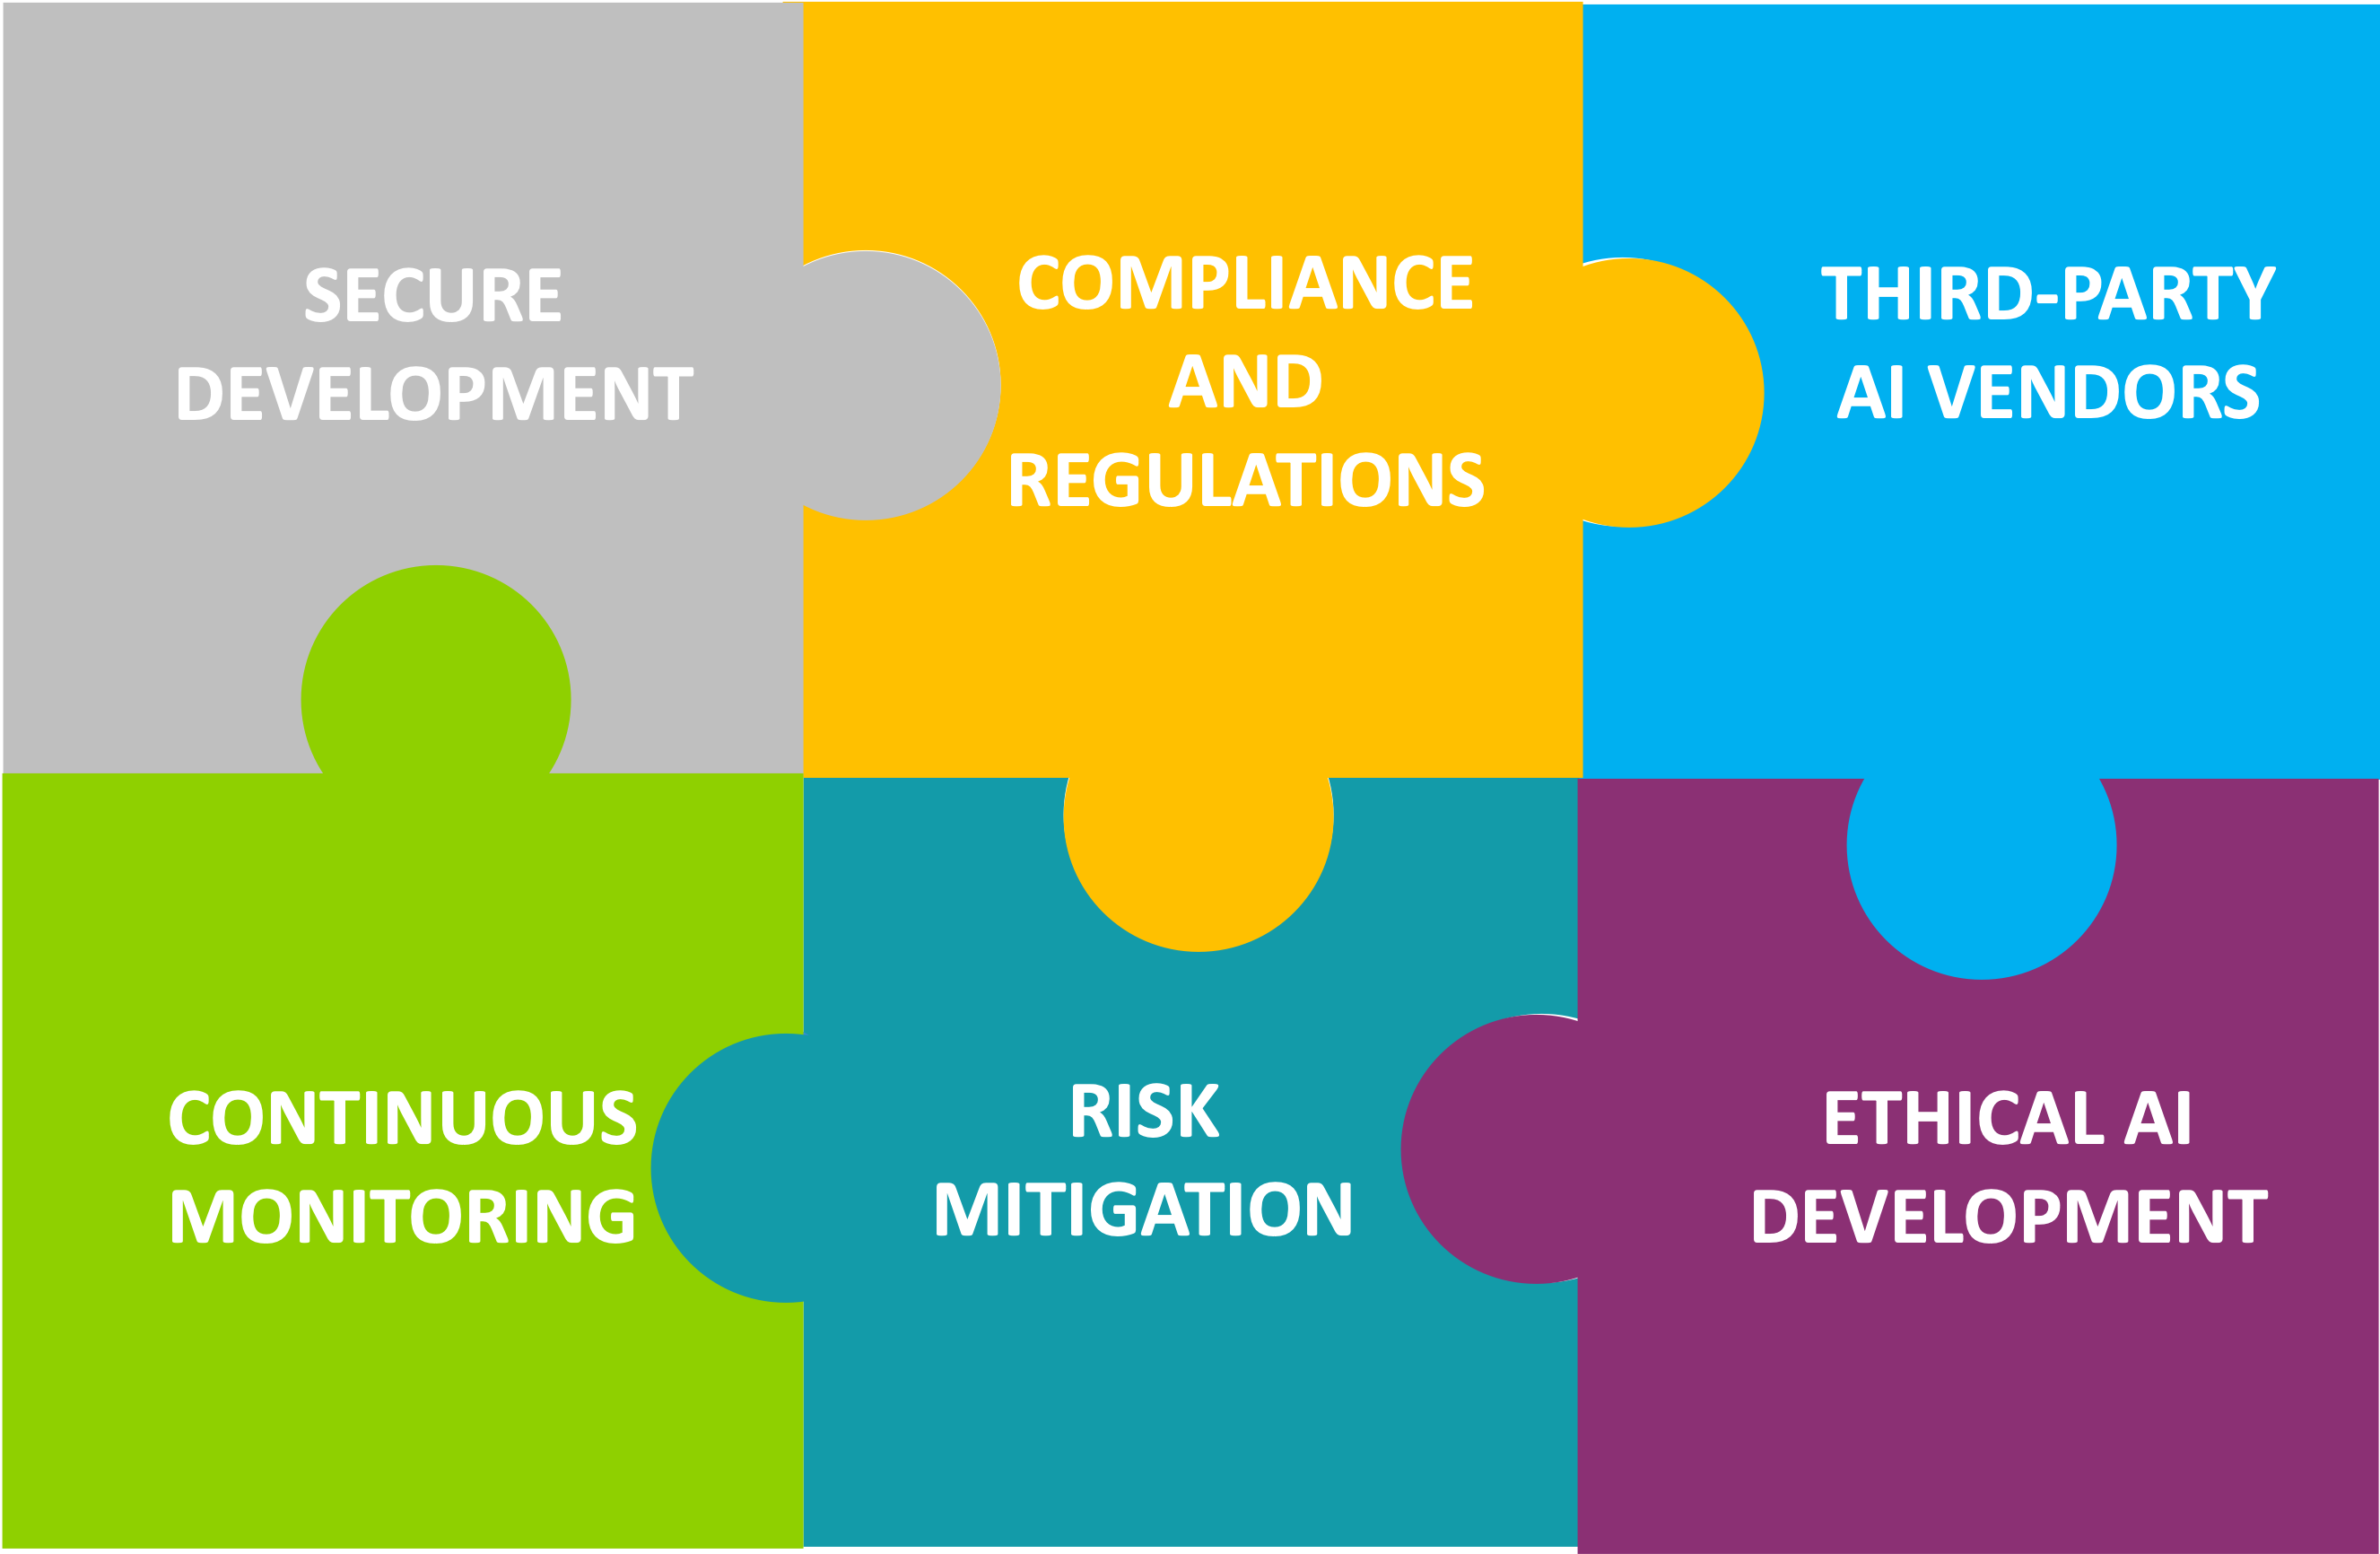 SECURE
DEVELOPMENT
COMPLIANCE
AND
REGULATIONS
THIRD-PARTY
AI VENDORS
CONTINUOUS
MONITORING
RISK
MITIGATION
ETHICAL AI
DEVELOPMENT